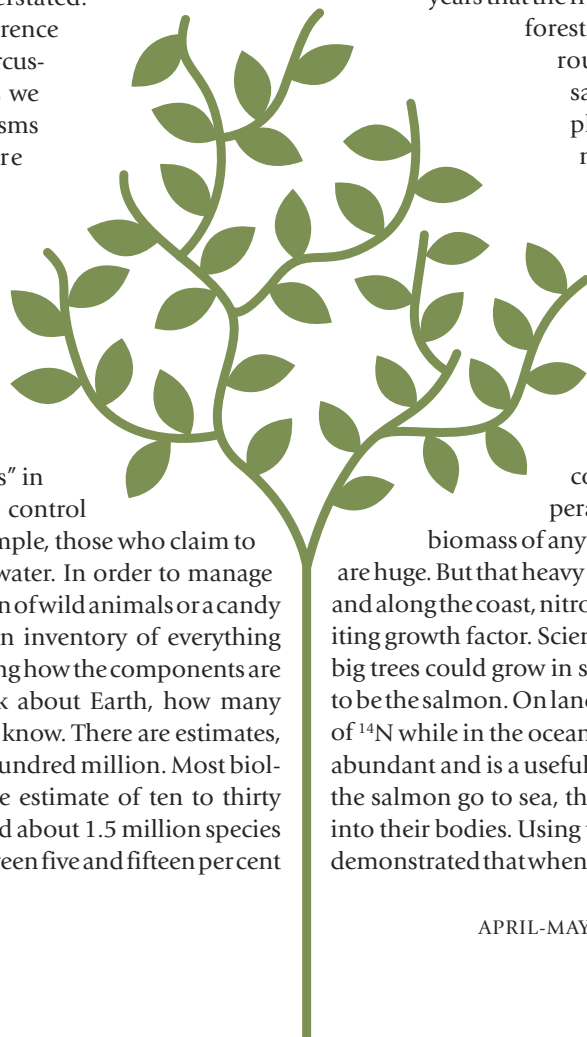 erstated.
rence
rcus-
we
sms
re
s” in
control
mple, those who claim to
water. In order to manage
n of wild animals or a candy
n inventory of everything
ng how the components are
k about Earth, how many
know. There are estimates,
undred million. Most biol-
e estimate of ten to thirty
d about 1.5 million species
een five and fifteen per cent
years that the
forest
rou
sa
pl
co
pera
biomass of any
are huge. But that heavy
and along the coast, nitro
iting growth factor. Scien
big trees could grow in s
to be the salmon. On land
of ¹⁴N while in the ocean
abundant and is a useful
the salmon go to sea, th
into their bodies. Using
demonstrated that when
APRIL-MAY